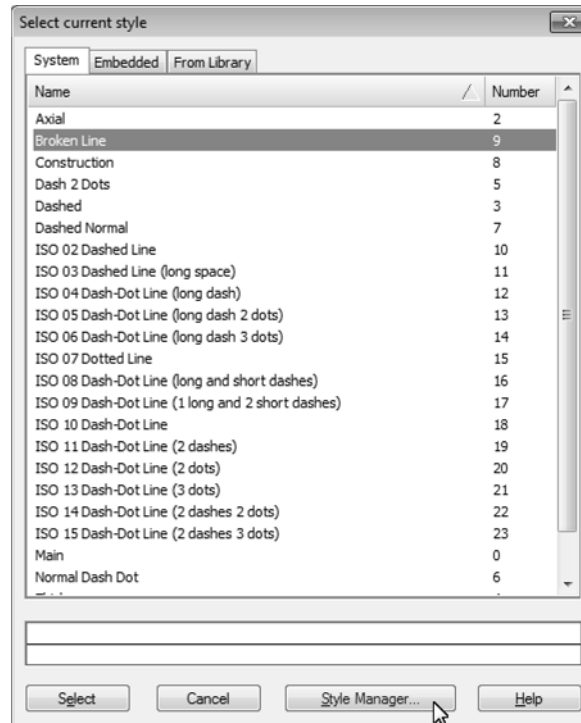 Select current style
System Embedded From Library
Name Number
Axial 2
Broken Line 9
Construction 8
Dash 2 Dots 5
Dashed 3
Dashed Normal 7
ISO 02 Dashed Line 10
ISO 03 Dashed Line (long space) 11
ISO 04 Dash-Dot Line (long dash) 12
ISO 05 Dash-Dot Line (long dash 2 dots) 13
ISO 06 Dash-Dot Line (long dash 3 dots) 14
ISO 07 Dotted Line 15
ISO 08 Dash-Dot Line (long and short dashes) 16
ISO 09 Dash-Dot Line (1 long and 2 short dashes) 17
ISO 10 Dash-Dot Line 18
ISO 11 Dash-Dot Line (2 dashes) 19
ISO 12 Dash-Dot Line (2 dots) 20
ISO 13 Dash-Dot Line (3 dots) 21
ISO 14 Dash-Dot Line (2 dashes 2 dots) 22
ISO 15 Dash-Dot Line (2 dashes 3 dots) 23
Main 0
Normal Dash Dot 6
Select Cancel Style Manager... Help